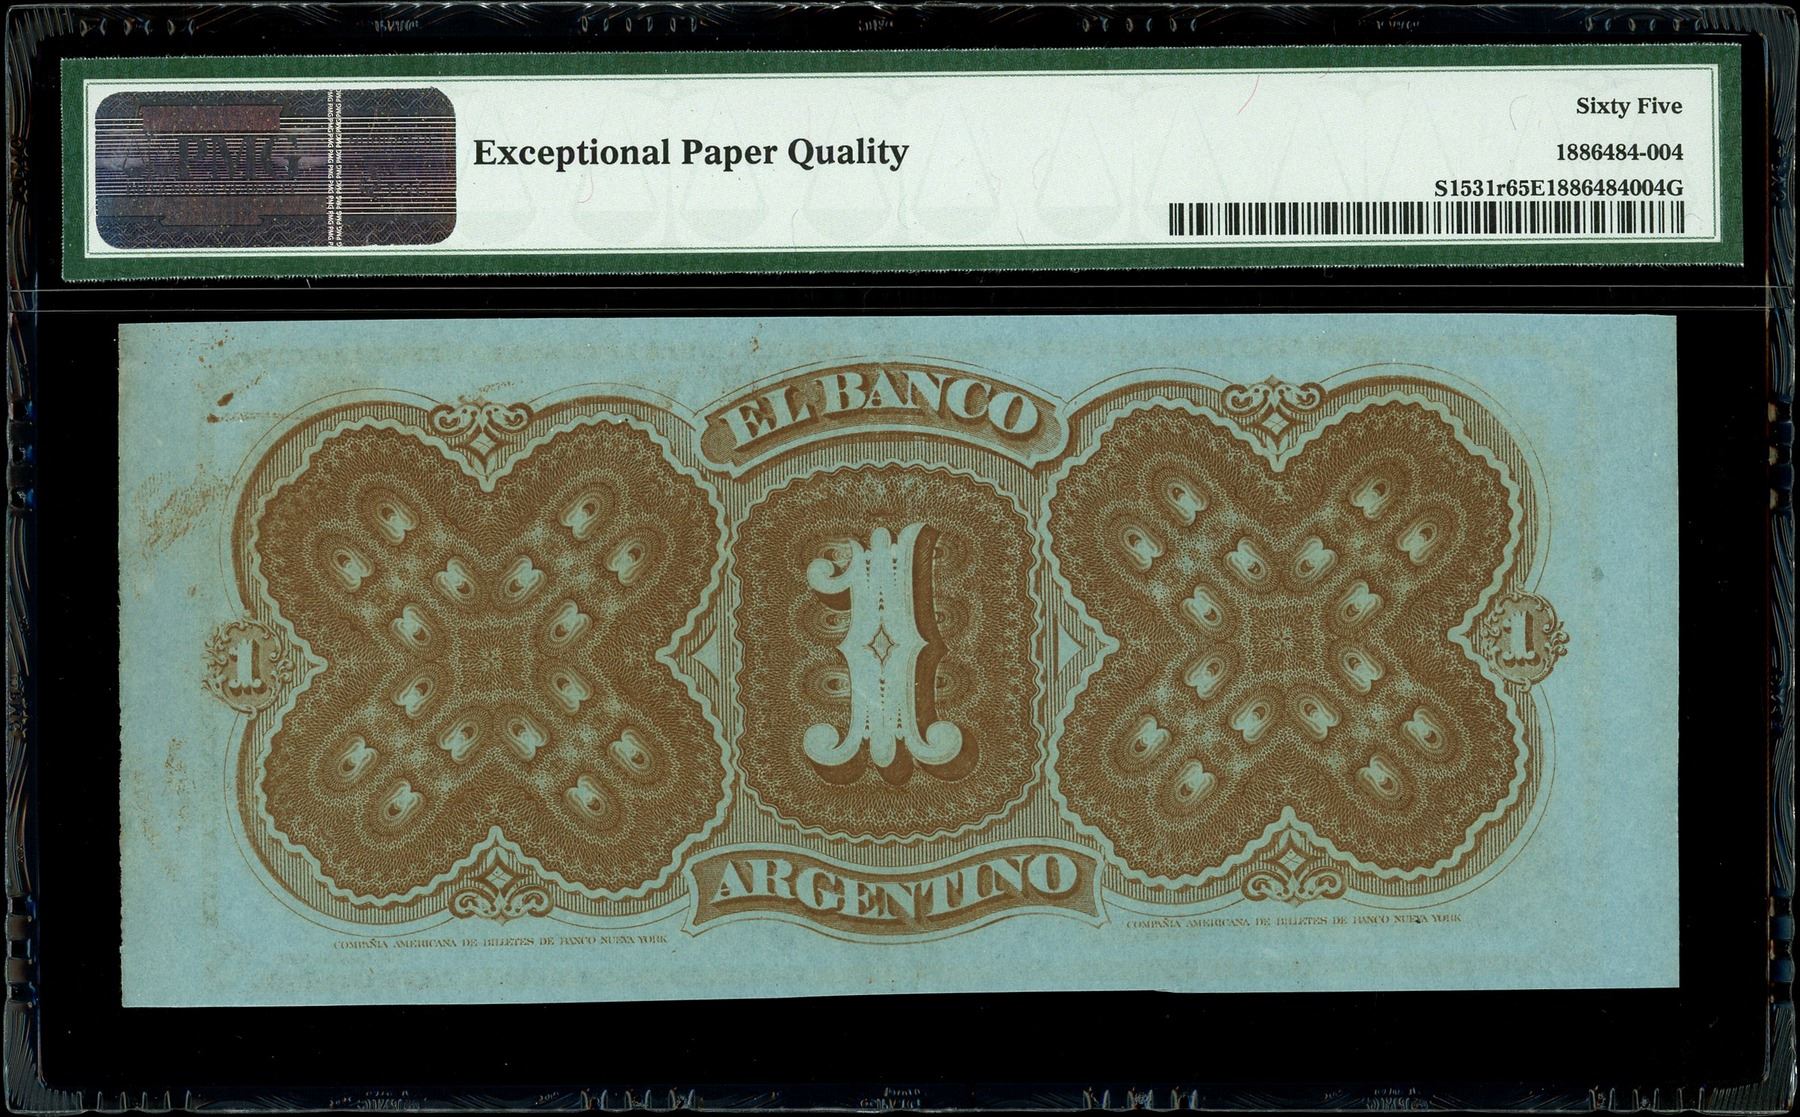 PMG
Exceptional Paper Quality
Sixty Five
1886484-004
S1531r65E1886484004G
EL BANCO
1
1
1
ARGENTINO
COMPAÑIA AMERICANA DE BILLETES DE BANCO NUEVA YORK
COMPAÑIA AMERICANA DE BILLETES DE BANCO NUEVA YORK